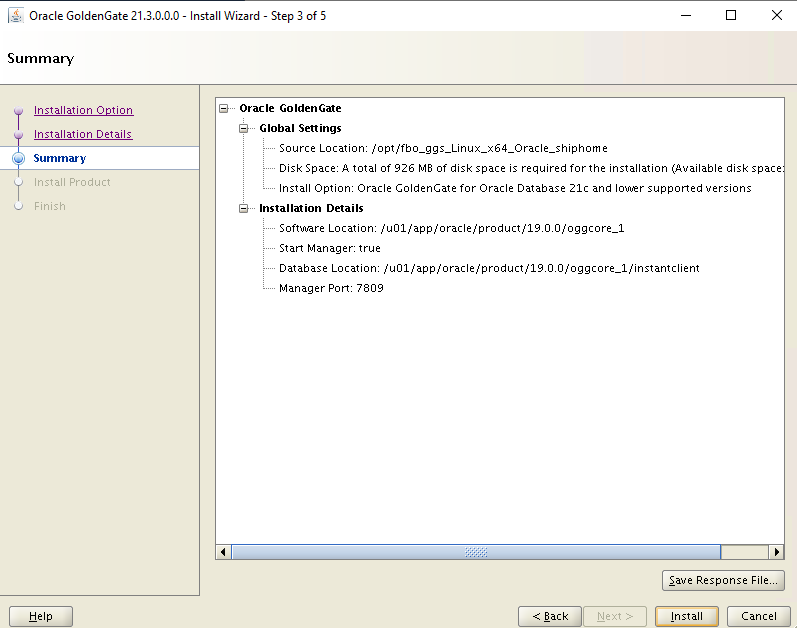 Oracle GoldenGate 21.3.0.0.0 - Install Wizard - Step 3 of 5
Summary
Installation Option
Installation Details
Summary
Install Product
Finish
Oracle GoldenGate
Global Settings
Source Location: /opt/fbo_ggs_Linux_x64_Oracle_shiphome
Disk Space: A total of 926 MB of disk space is required for the installation (Available disk space:
Install Option: Oracle GoldenGate for Oracle Database 21c and lower supported versions
Installation Details
Software Location: /u01/app/oracle/product/19.0.0/oggcore_1
Start Manager: true
Database Location: /u01/app/oracle/product/19.0.0/oggcore_1/instantclient
Manager Port: 7809
Save Response File...
Help
< Back
Next >
Install
Cancel